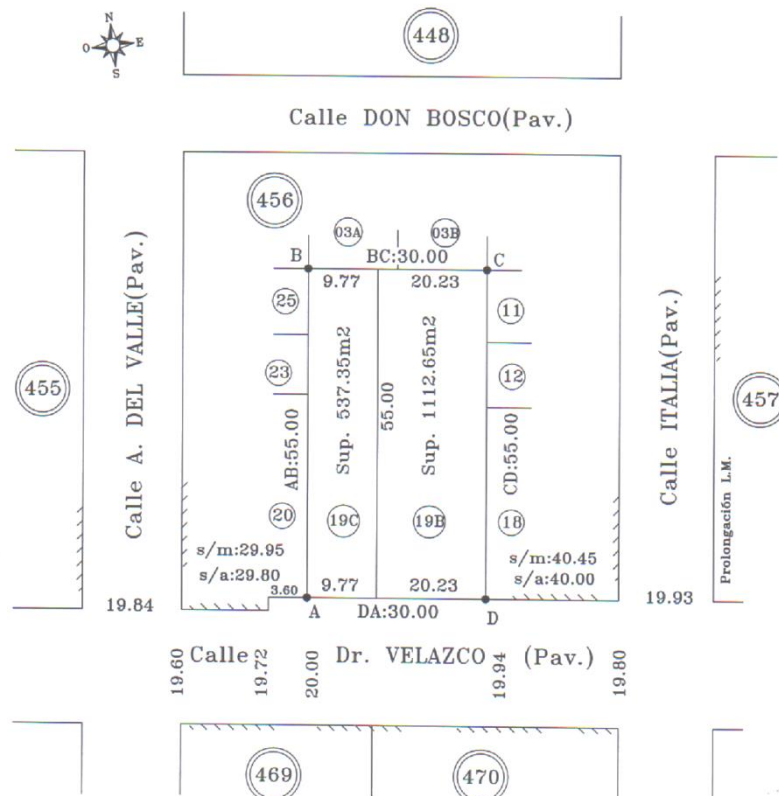 N
O E
S
448
Calle DON BOSCO(Pav.)
456
03A 03B
B BC:30.00 C
9.77 20.23
25 11
Calle A. DEL VALLE(Pav.)
Calle ITALIA(Pav.)
Sup. 537.35m2
55.00
Sup. 1112.65m2
23 12
455 457
AB:55.00
CD:55.00
20 19C 19B 18
Prolongación L.M.
s/m:29.95 s/m:40.45
s/a:29.80 s/a:40.00
3.60 9.77 20.23
19.84 A DA:30.00 D 19.93
Calle Dr. VELAZCO (Pav.)
19.60
19.72
20.00
19.94
19.80
469 470